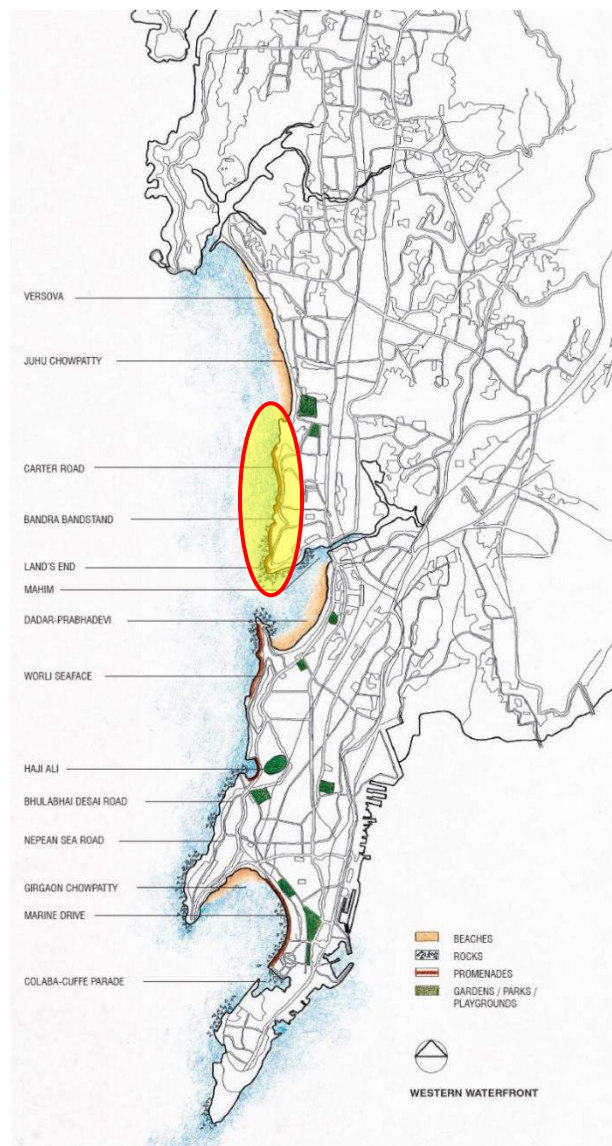 VERSOVA
JUHU CHOWPATTY
CARTER ROAD
BANDRA BANDSTAND
LAND'S END
MAHIM
DADAR-PRABHADEVI
WORLI SEAFACE
HAJI ALI
BHULABHAI DESAI ROAD
NEPEAN SEA ROAD
GIRGAON CHOWPATTY
MARINE DRIVE
COLABA-CUFFE PARADE
BEACHES
ROCKS
PROMENADES
GARDENS / PARKS /
PLAYGROUNDS
WESTERN WATERFRONT